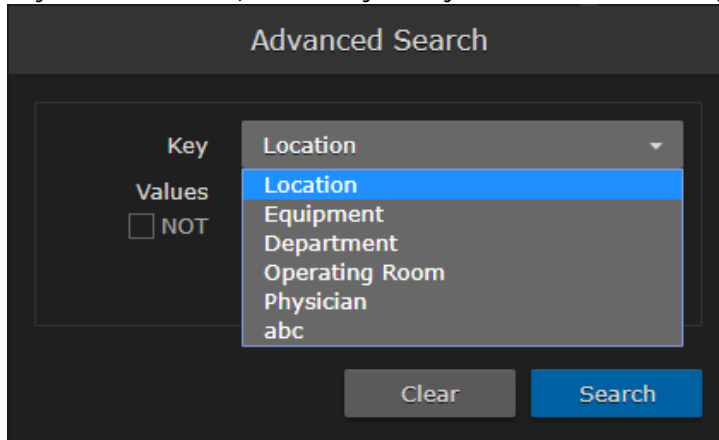 Advanced Search
Key
Location
Values
Location
NOT
Equipment
Department
Operating Room
Physician
abc
Clear
Search